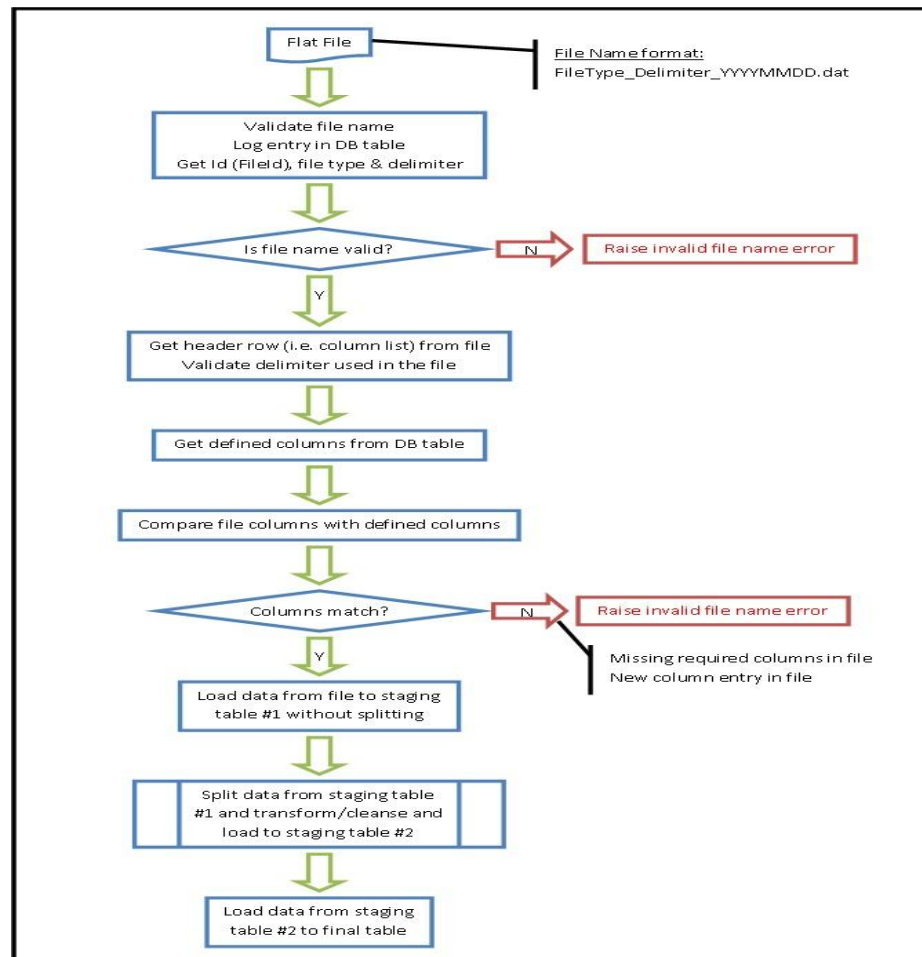 Flat File
File Name format:
FileType_Delimiter_YYYYMMDD.dat
Validate file name
Log entry in DB table
Get Id (FileId), file type & delimiter
Is file name valid?
N
Raise invalid file name error
Y
Get header row (i.e. column list) from file
Validate delimiter used in the file
Get defined columns from DB table
Compare file columns with defined columns
Columns match?
N
Raise invalid file name error
Missing required columns in file
New column entry in file
Y
Load data from file to staging
table #1 without splitting
Split data from staging table
#1 and transform/cleanse and
load to staging table #2
Load data from staging
table #2 to final table